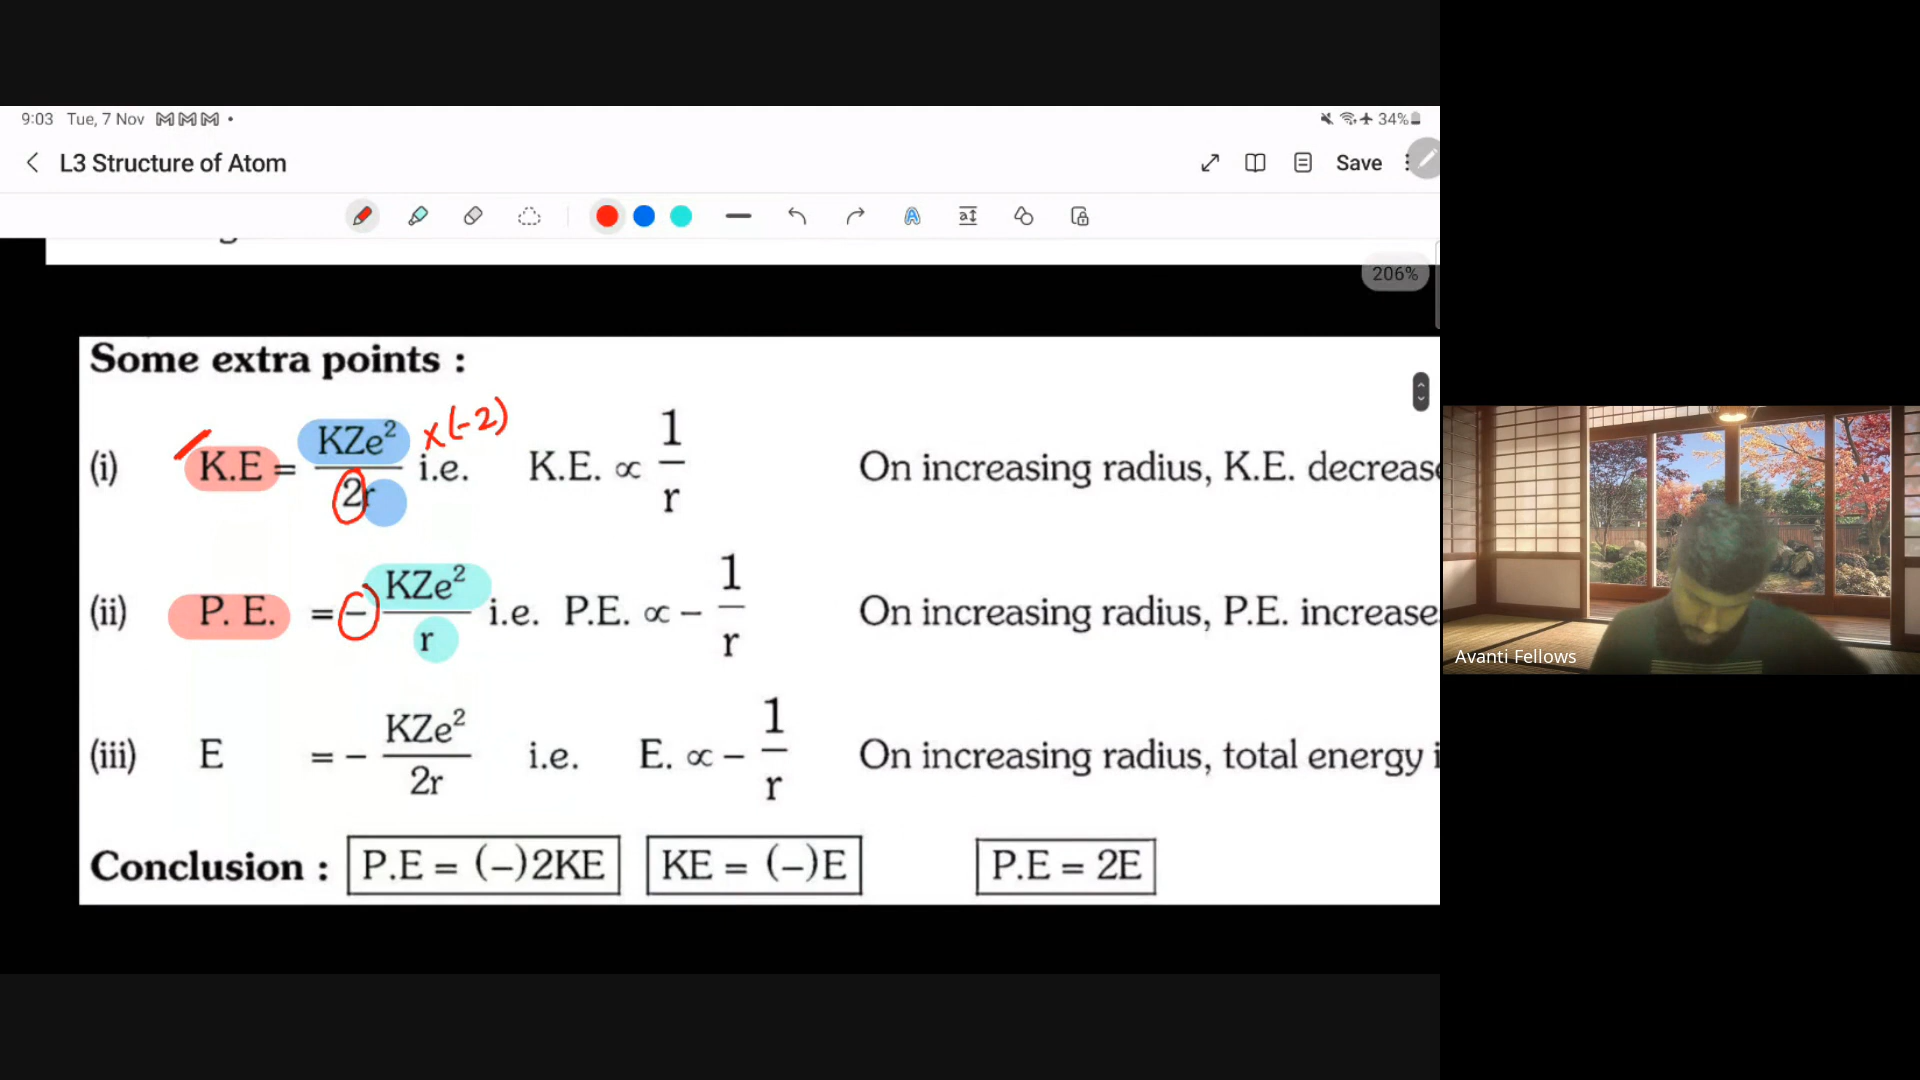 9:03 Tue, 7 Nov
34%
L3 Structure of Atom
Save
206%
Some extra points :
(i) K.E = KZe²/2r × (-2) i.e. K.E. ∝ 1/r On increasing radius, K.E. decrease
(ii) P. E. = – KZe²/r i.e. P.E. ∝ – 1/r On increasing radius, P.E. increase
(iii) E = – KZe²/2r i.e. E. ∝ – 1/r On increasing radius, total energy i
Conclusion : P.E = (–)2KE KE = (–)E P.E = 2E
Avanti Fellows